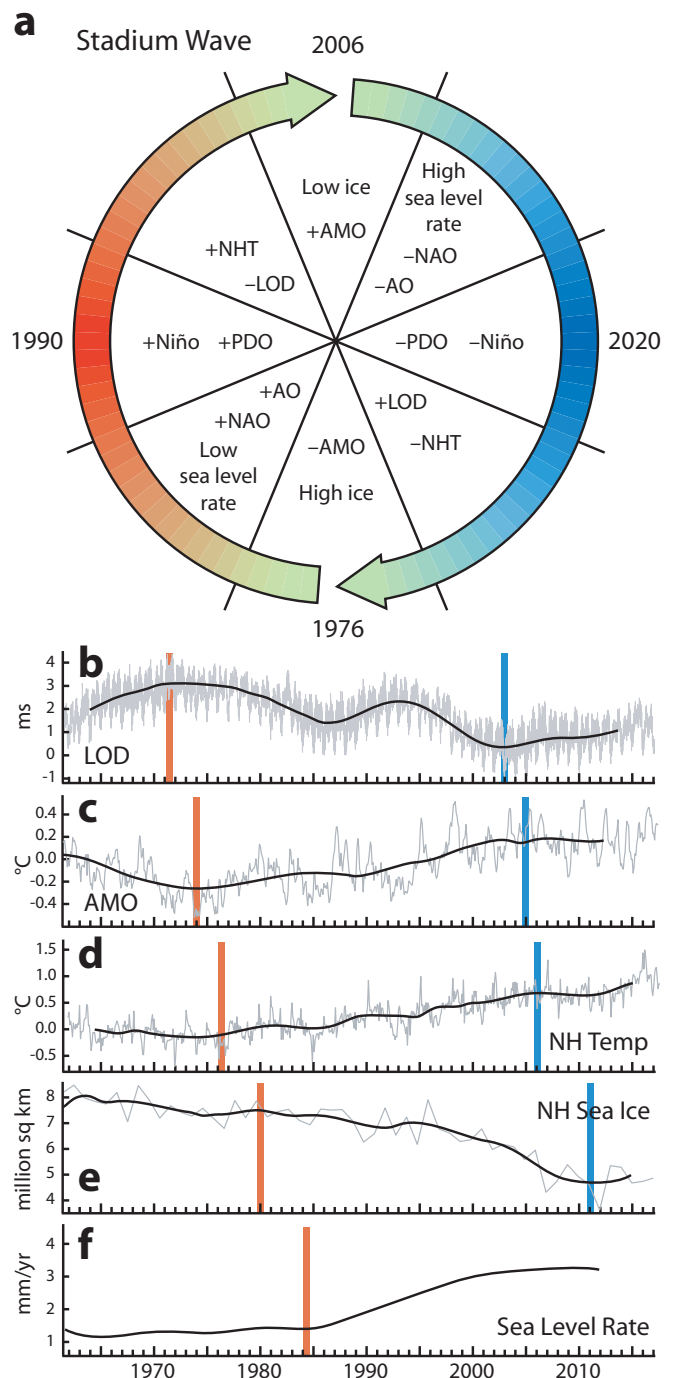 a
Stadium Wave
2006
Low ice
+AMO
High
sea level
rate
–NAO
–AO
+NHT
–LOD
1990
+Niño +PDO
–PDO –Niño
2020
+AO
+NAO
Low
sea level
rate
–AMO
High ice
+LOD
–NHT
1976
b
ms
4
3
2
1
0
-1
LOD
c
°C
0.4
0.2
0.0
-0.2
-0.4
AMO
d
°C
1.5
1.0
0.5
0.0
-0.5
NH Temp
e
million sq km
8
7
6
5
4
NH Sea Ice
f
mm/yr
4
3
2
1
Sea Level Rate
1970 1980 1990 2000 2010